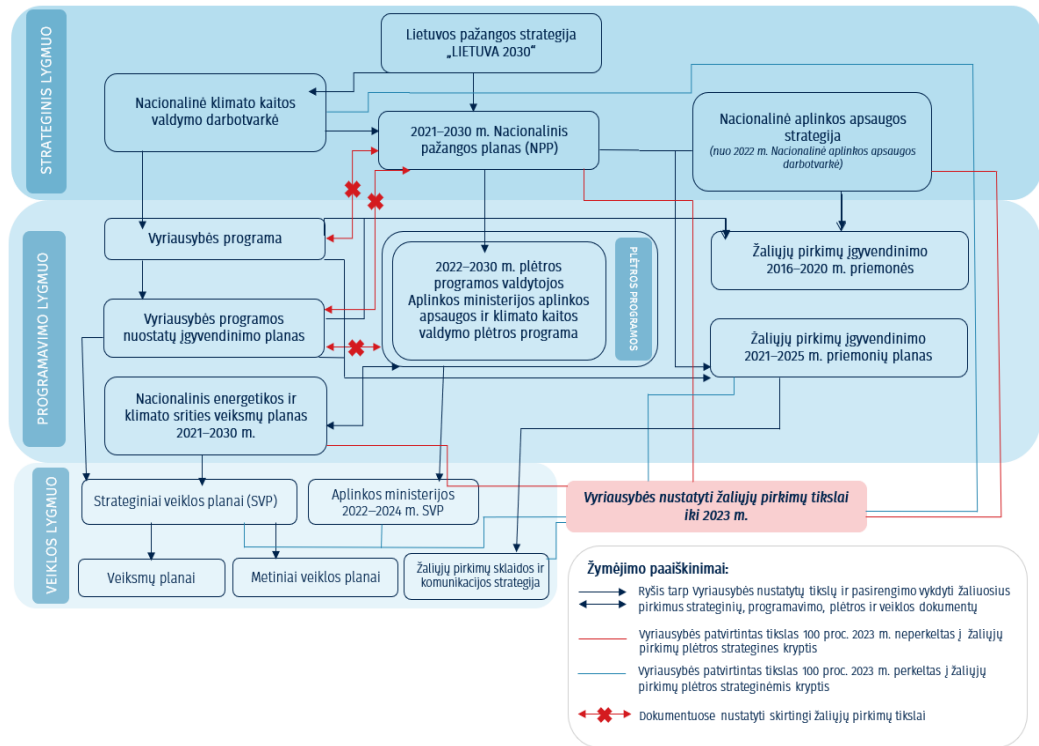 STRATEGINIS LYGMUO
Lietuvos pažangos strategija
„LIETUVA 2030“
Nacionalinė klimato kaitos
valdymo darbotvarkė
2021–2030 m. Nacionalinis
pažangos planas (NPP)
Nacionalinė aplinkos apsaugos
strategija
(nuo 2022 m. Nacionalinė aplinkos apsaugos
darbotvarkė)
PROGRAMAVIMO LYGMUO
Vyriausybės programa
Vyriausybės programos
nuostatų įgyvendinimo planas
Nacionalinis energetikos ir
klimato srities veiksmų planas
2021–2030 m.
2022–2030 m. plėtros
programos valdytojos
Aplinkos ministerijos aplinkos
apsaugos ir klimato kaitos
valdymo plėtros programa
PLĖTROS PROGRAMOS
Žaliųjų pirkimų įgyvendinimo
2016–2020 m. priemonės
Žaliųjų pirkimų įgyvendinimo
2021–2025 m. priemonių planas
VEIKLOS LYGMUO
Strateginiai veiklos planai (SVP)
Aplinkos ministerijos
2022–2024 m. SVP
Veiksmų planai
Metiniai veiklos planai
Žaliųjų pirkimų sklaidos ir
komunikacijos strategija
Vyriausybės nustatyti žaliųjų pirkimų tikslai
iki 2023 m.
Žymėjimo paaiškinimai:
Ryšis tarp Vyriausybės nustatytų tikslų ir pasirengimo vykdyti žaliuosius
pirkimus strateginių, programavimo, plėtros ir veiklos dokumentų
Vyriausybės patvirtintas tikslas 100 proc. 2023 m. neperkeltas į žaliųjų
pirkimų plėtros strategines kryptis
Vyriausybės patvirtintas tikslas 100 proc. 2023 m. perkeltas į žaliųjų
pirkimų plėtros strateginėmis kryptis
Dokumentuose nustatyti skirtingi žaliųjų pirkimų tikslai